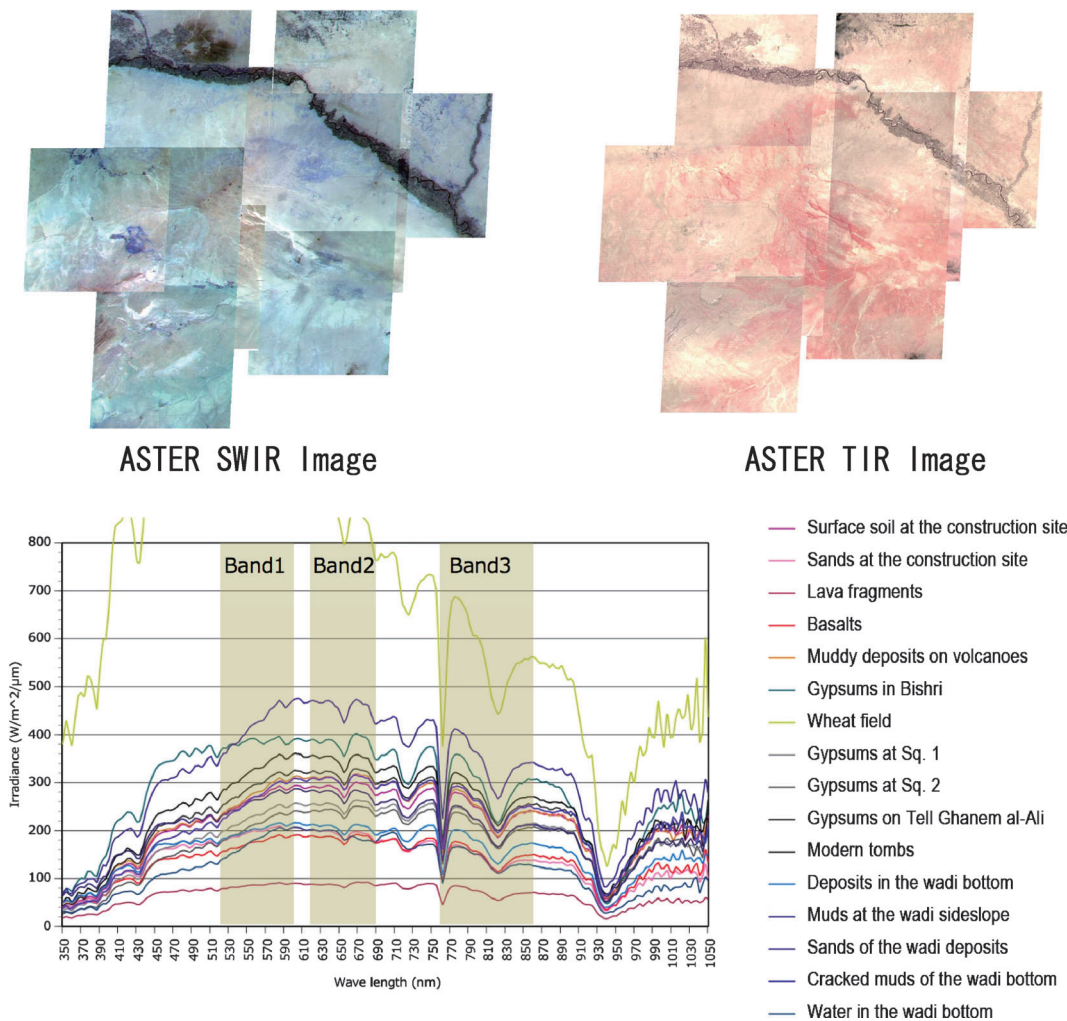 ASTER SWIR Image
ASTER TIR Image
800
700
600
500
400
300
200
100
0
Irradiance (W/m^2/μm)
Band1
Band2
Band3
350 370 390 410 430 450 470 490 510 530 550 570 590 610 630 650 670 690 710 730 750 770 790 810 830 850 870 890 910 930 950 970 990 1010 1030 1050
Wave length (nm)
Surface soil at the construction site
Sands at the construction site
Lava fragments
Basalts
Muddy deposits on volcanoes
Gypsums in Bishri
Wheat field
Gypsums at Sq. 1
Gypsums at Sq. 2
Gypsums on Tell Ghanem al-Ali
Modern tombs
Deposits in the wadi bottom
Muds at the wadi sideslope
Sands of the wadi deposits
Cracked muds of the wadi bottom
Water in the wadi bottom